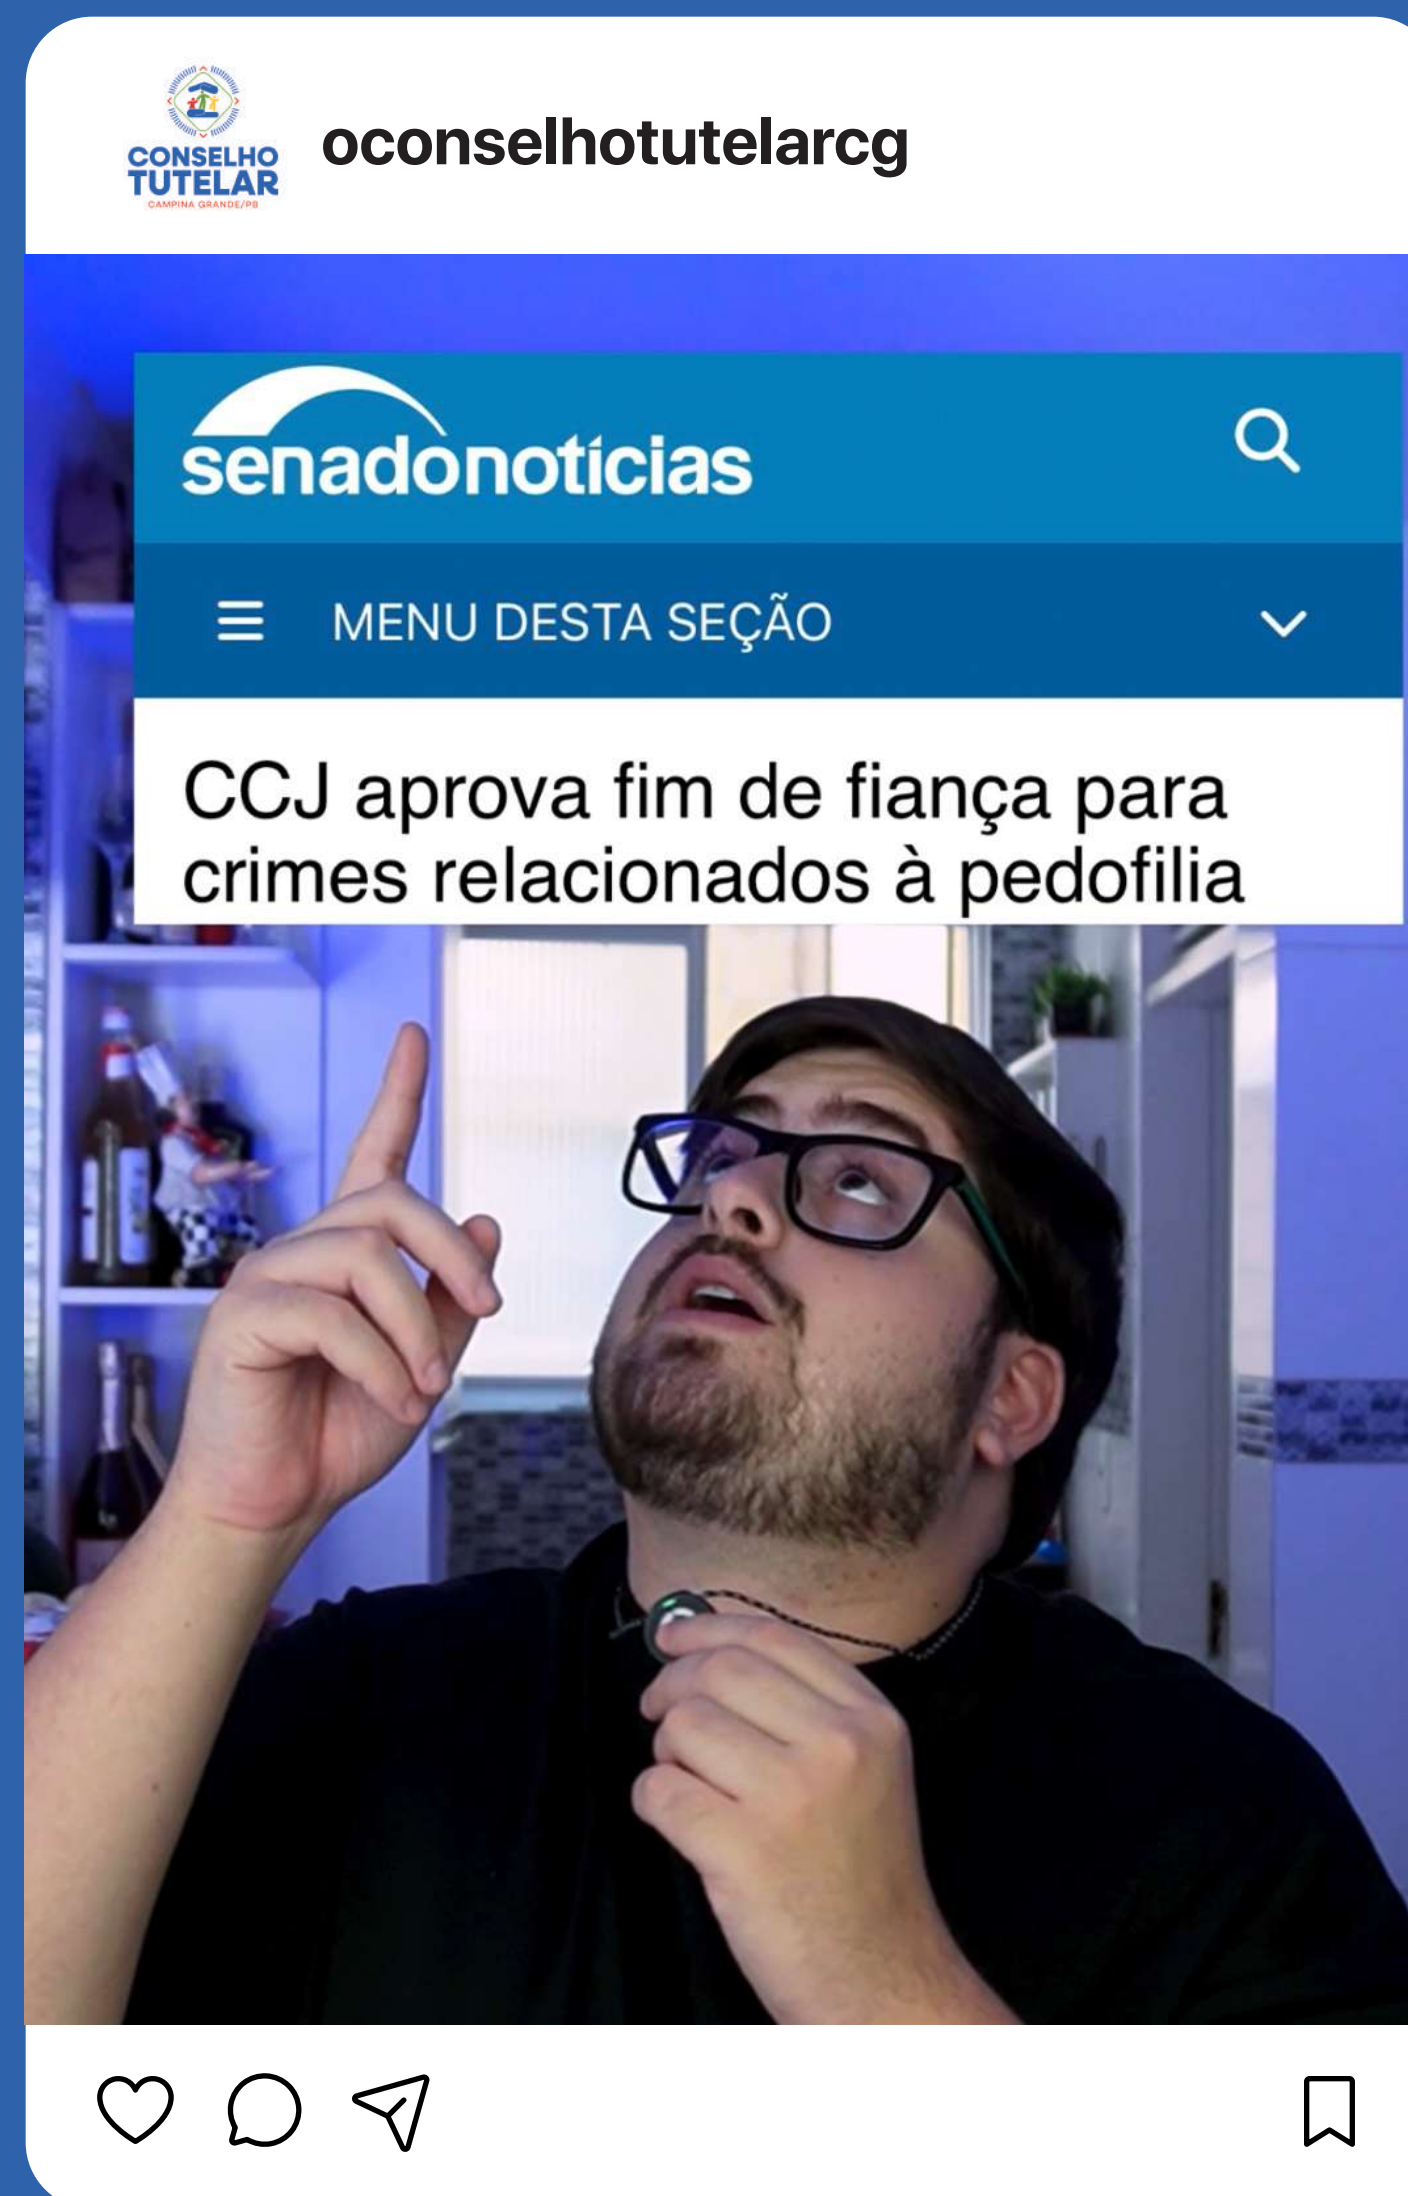 CONSELHO
TUTELAR
CAMPINA GRANDE/PB
oconselhotutelarcg
senadonotícias
MENU DESTA SEÇÃO
CCJ aprova fim de fiança para
crimes relacionados à pedofilia